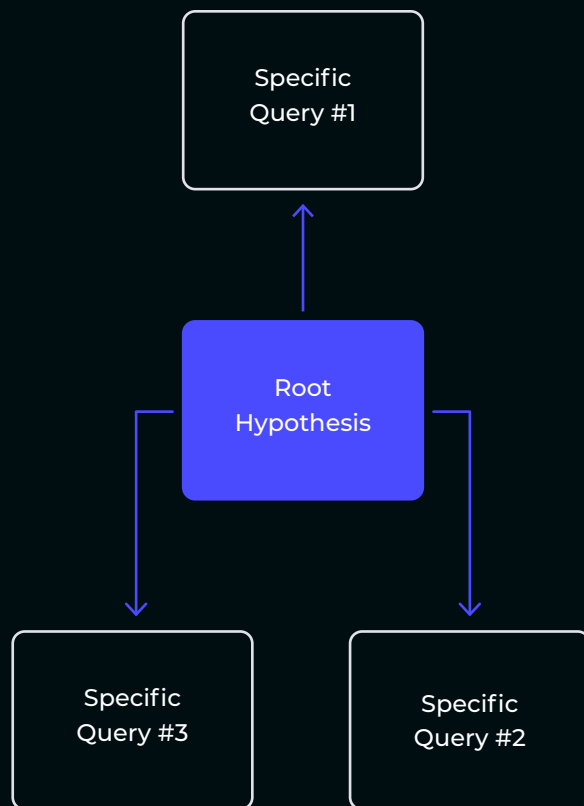 Specific
Query #1
Root
Hypothesis
Specific
Query #3
Specific
Query #2